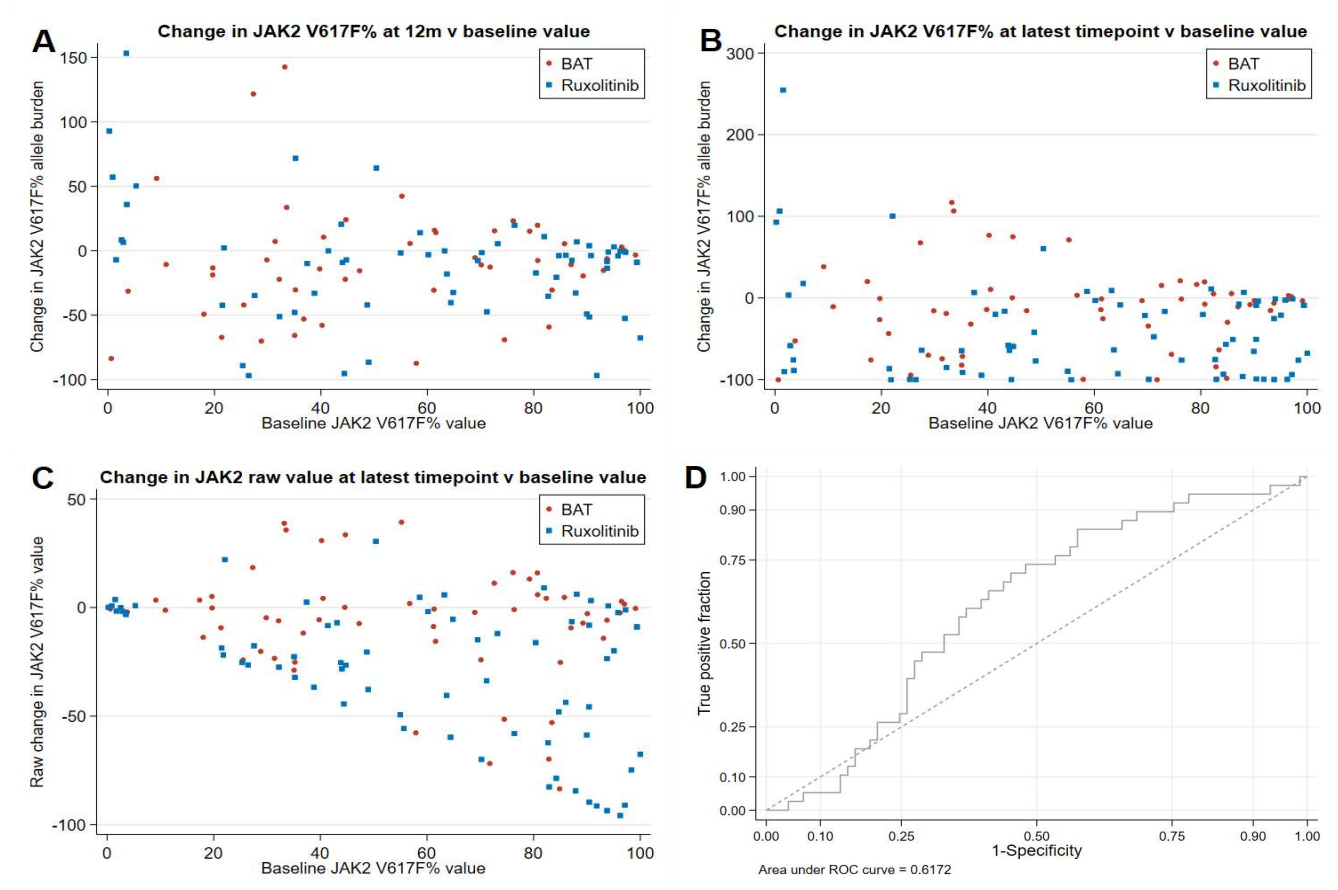 A
Change in JAK2 V617F% at 12m v baseline value
BAT
Ruxolitinib
Change in JAK2 V617F% allele burden
150
100
50
0
-50
-100
0 20 40 60 80 100
Baseline JAK2 V617F% value
B
Change in JAK2 V617F% at latest timepoint v baseline value
BAT
Ruxolitinib
Change in JAK2 V617F% allele burden
300
200
100
0
-100
0 20 40 60 80 100
Baseline JAK2 V617F% value
C
Change in JAK2 raw value at latest timepoint v baseline value
BAT
Ruxolitinib
Raw change in JAK2 V617F% value
50
0
-50
-100
0 20 40 60 80 100
Baseline JAK2 V617F% value
D
True positive fraction
1.00
0.90
0.75
0.50
0.25
0.10
0.00
0.00 0.10 0.25 0.50 0.75 0.90 1.00
1-Specificity
Area under ROC curve = 0.6172